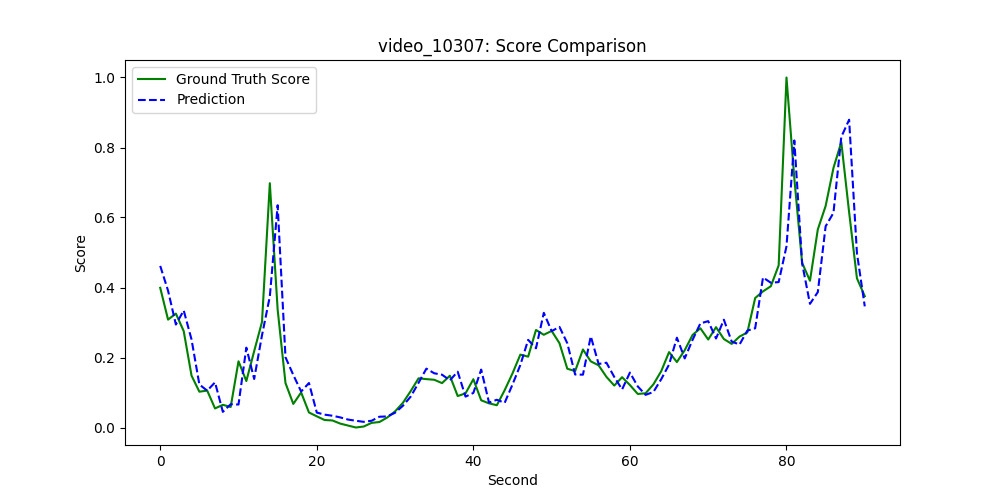 video_10307: Score Comparison
Ground Truth Score
Prediction
1.0
0.8
0.6
0.4
0.2
0.0
Score
0 20 40 60 80
Second